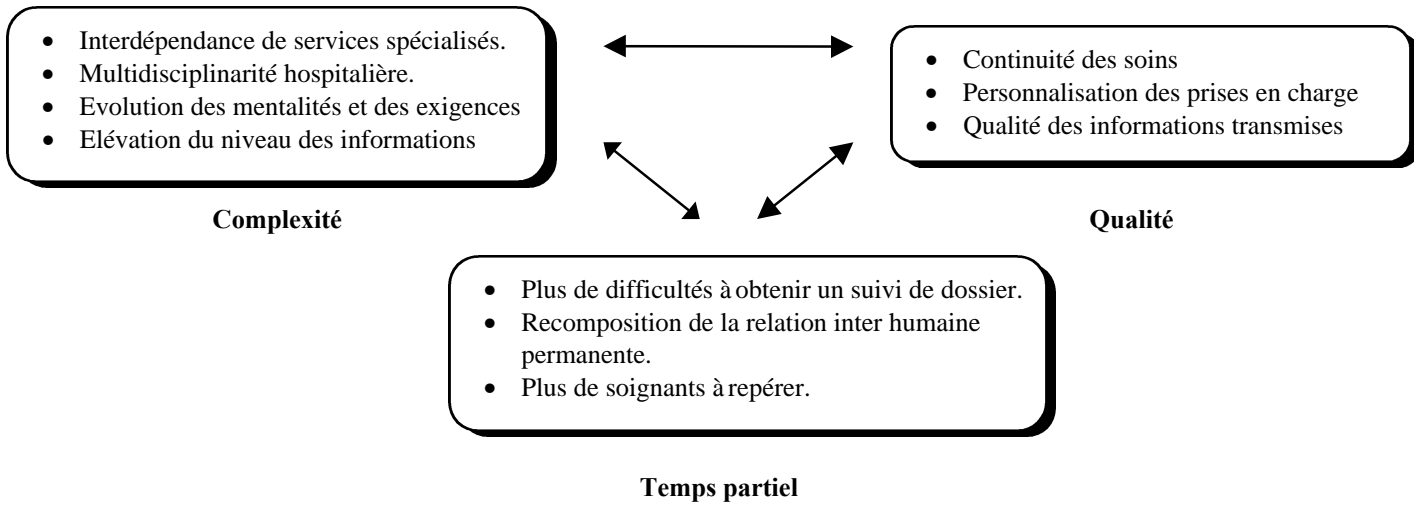 • Interdépendance de services spécialisés.
• Multidisciplinarité hospitalière.
• Evolution des mentalités et des exigences
• Elévation du niveau des informations
Complexité
• Continuité des soins
• Personnalisation des prises en charge
• Qualité des informations transmises
Qualité
• Plus de difficultés à obtenir un suivi de dossier.
• Recomposition de la relation inter humaine
permanente.
• Plus de soignants à repérer.
Temps partiel